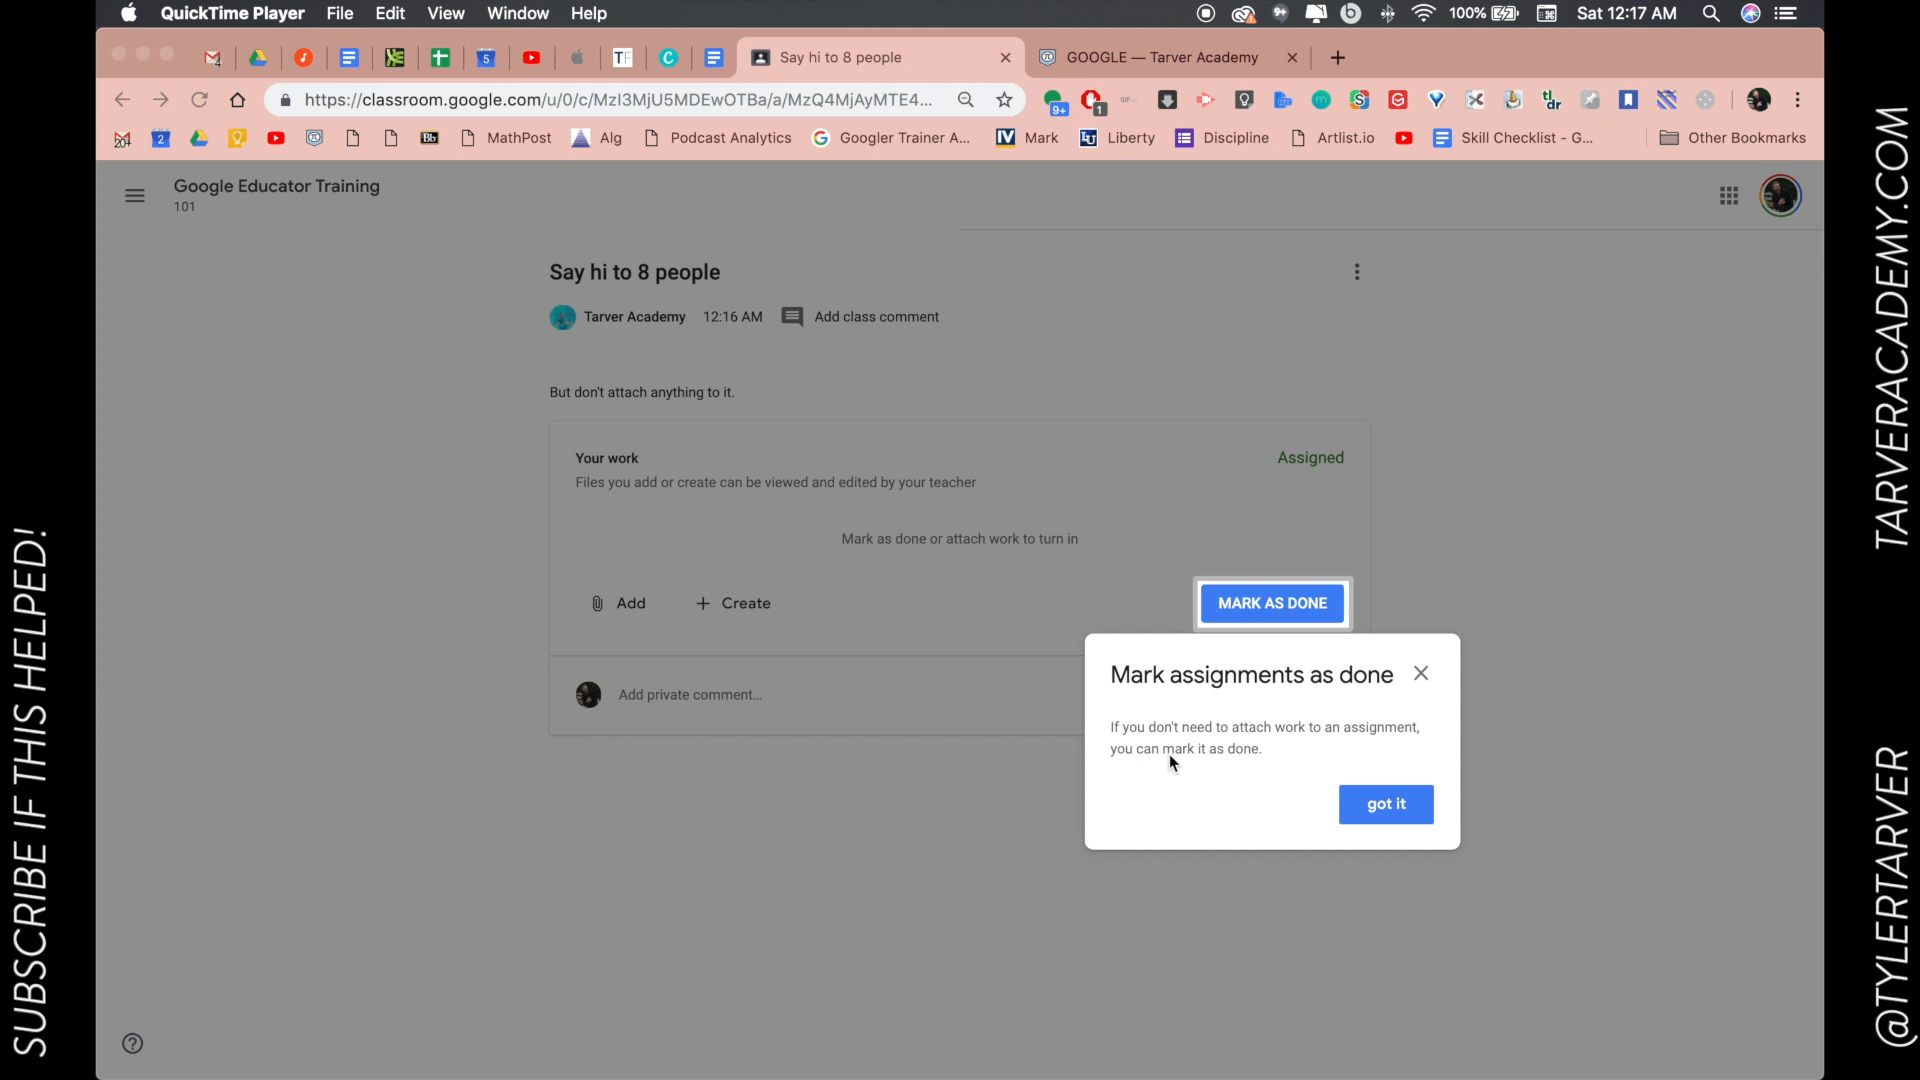 QuickTime Player File Edit View Window Help 100% Sat 12:17 AM
Say hi to 8 people
GOOGLE — Tarver Academy
https://classroom.google.com/u/0/c/MzI3MjU5MDEwOTBa/a/MzQ4MjAyMTE4...
MathPost Alg Podcast Analytics Googler Trainer A... Mark Liberty Discipline Artlist.io Skill Checklist - G... Other Bookmarks
Google Educator Training
101
Say hi to 8 people
Tarver Academy 12:16 AM Add class comment
But don't attach anything to it.
Your work Assigned
Files you add or create can be viewed and edited by your teacher
Mark as done or attach work to turn in
Add + Create MARK AS DONE
Add private comment...
Mark assignments as done
If you don't need to attach work to an assignment,
you can mark it as done.
got it
SUBSCRIBE IF THIS HELPED!
TARVERACADEMY.COM
@TYLERTARVER